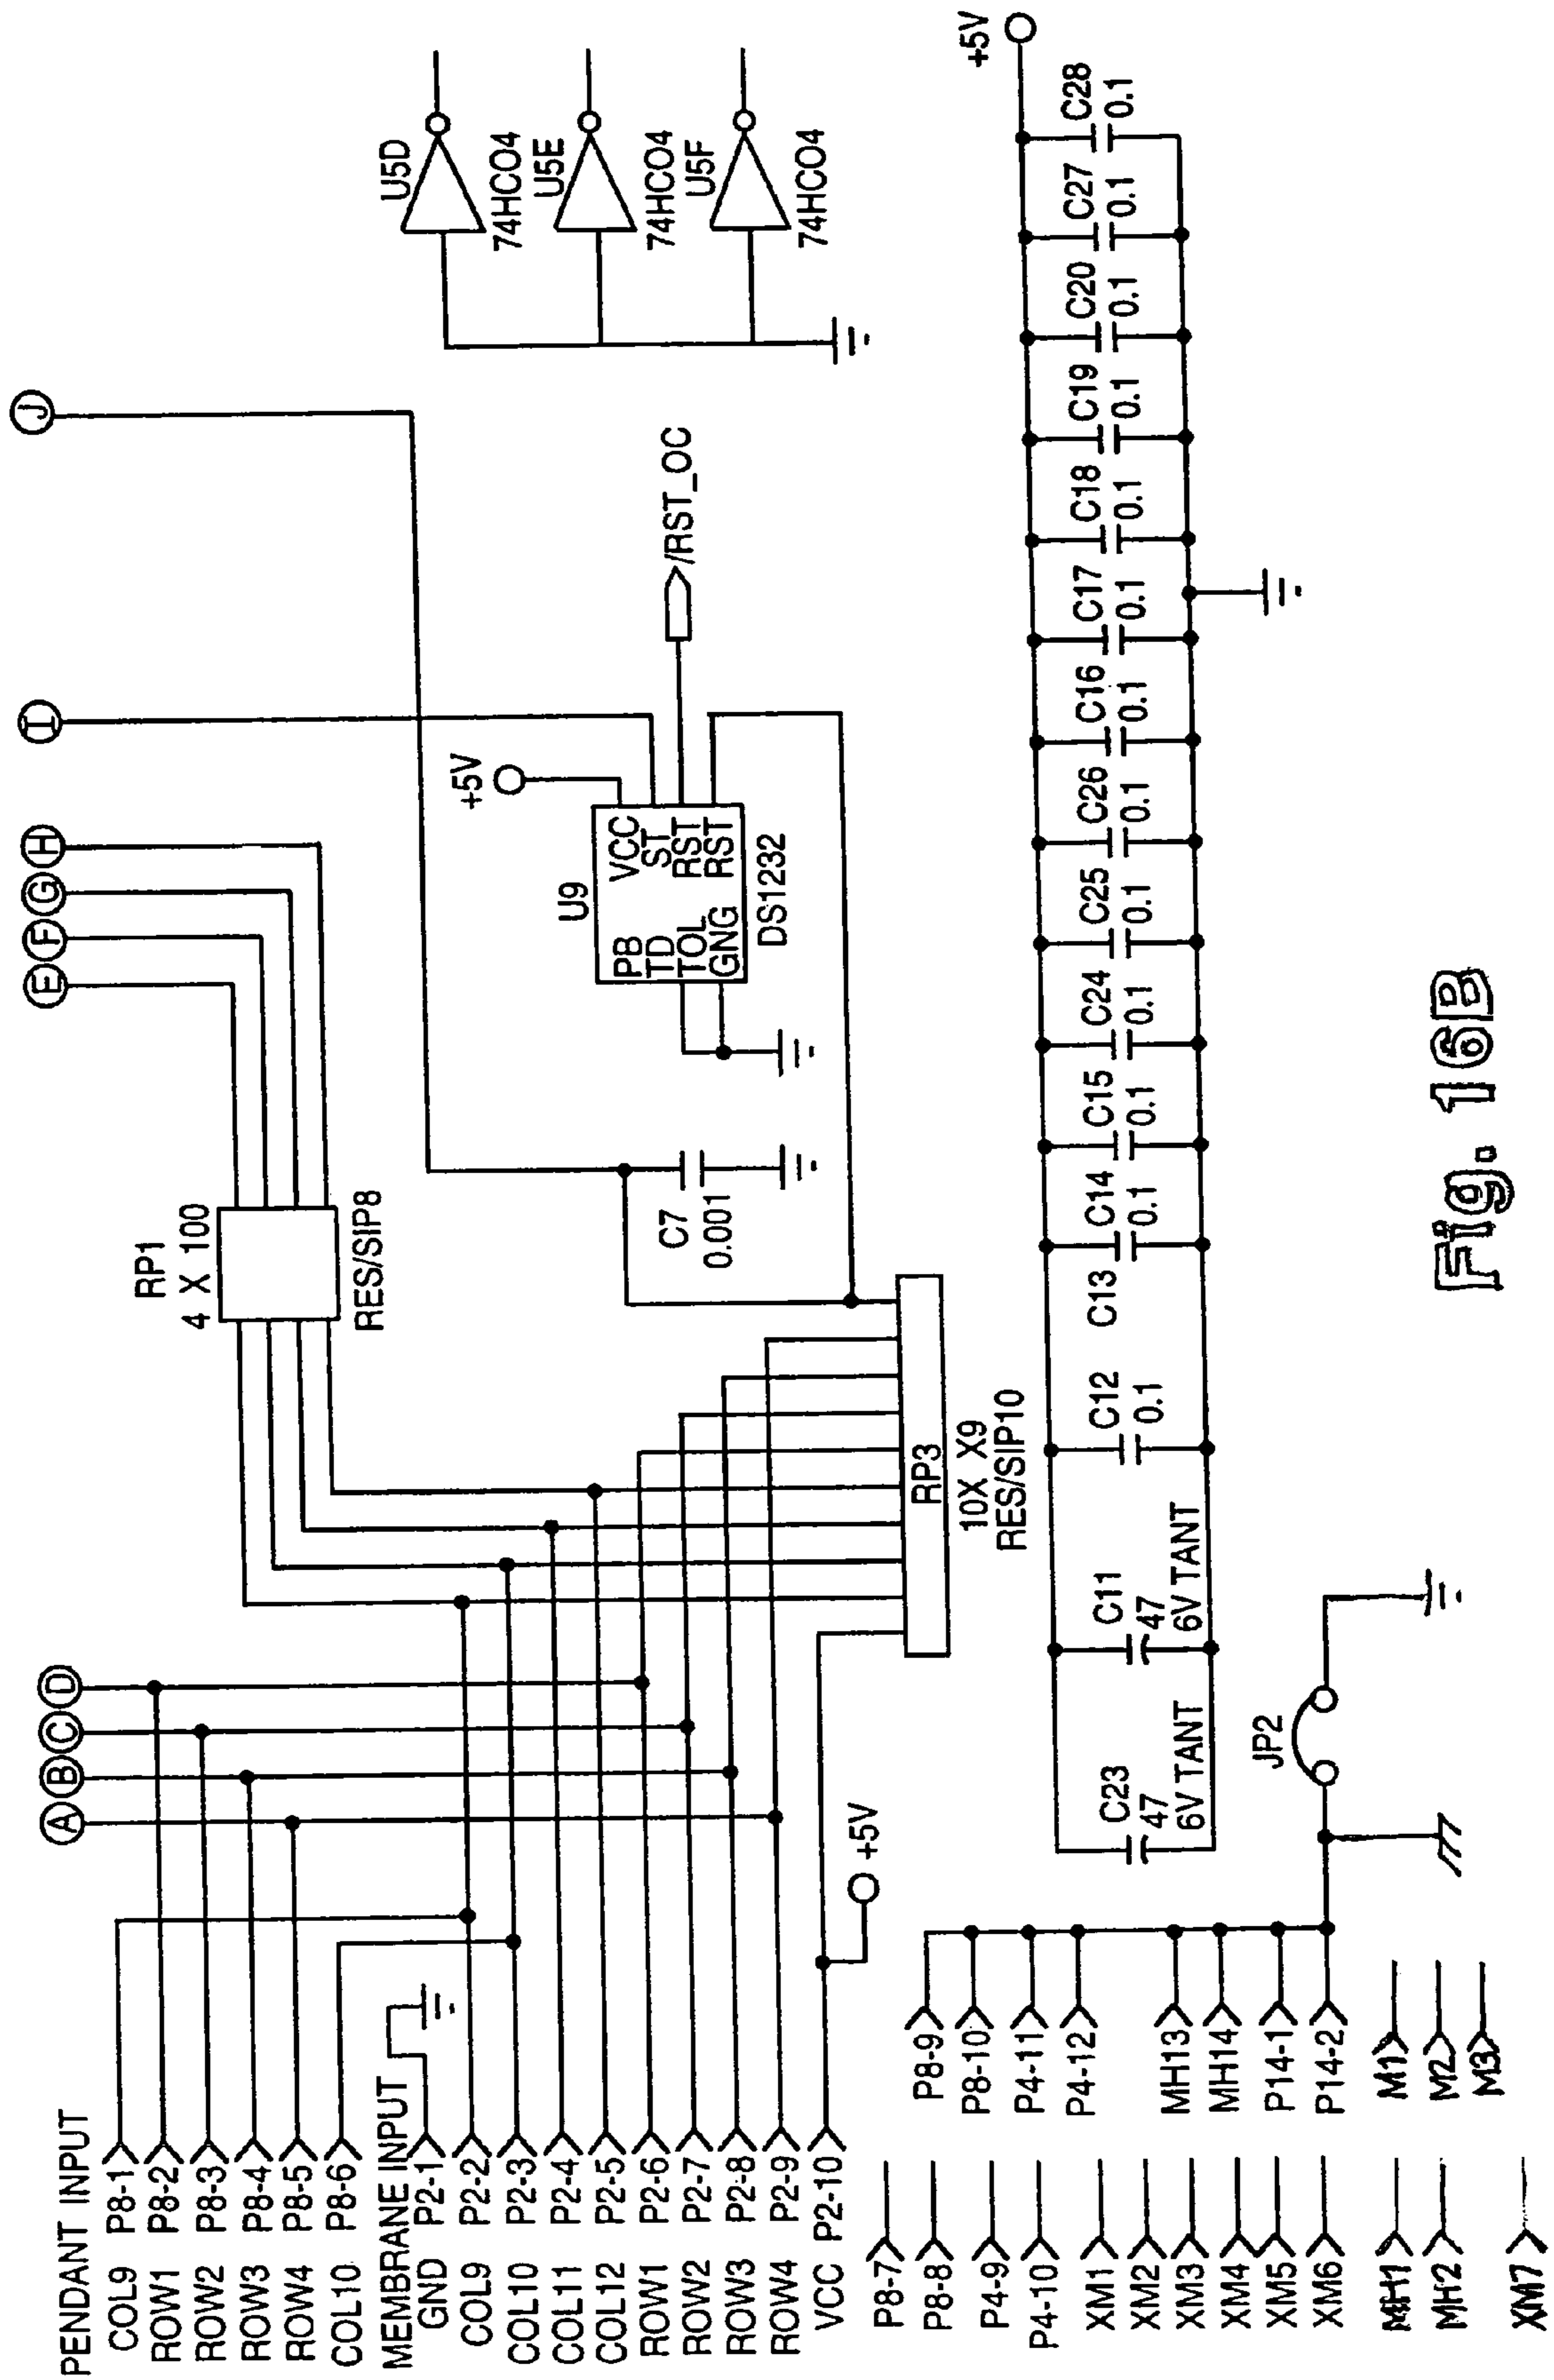 PENDANT INPUT
COL9 P8-1
ROW1 P8-2
ROW2 P8-3
ROW3 P8-4
ROW4 P8-5
COL10 P8-6
MEMBRANE INPUT
GND P2-1
COL9 P2-2
COL10 P2-3
COL11 P2-4
COL12 P2-5
ROW1 P2-6
ROW2 P2-7
ROW3 P2-8
ROW4 P2-9
VCC P2-10
+5V
A
B
C
D
E
F
G
H
I
J
RP1
4 X 100
RES/SIP8
C7
0.001
RP3
10X X9
RES/SIP10
U9
+5V
PB
TD
TOL
GNG
VCC
ST
RST
RST
DS1232
/RST_OC
U5D
74HCO4
U5E
74HCO4
U5F
74HCO4
P8-7
P8-8
P4-9
P4-10
XM1
XM2
XM3
XM4
XM5
XM6
MH1
MH2
XM7
P8-9
P8-10
P4-11
P4-12
MH13
MH14
P14-1
P14-2
M1
M2
M3
JP2
C23
47
6V TANT
C11
47
6V TANT
C12
0.1
C13
C14
0.1
C15
0.1
C24
0.1
C25
0.1
C26
0.1
C16
0.1
C17
0.1
C18
0.1
C19
0.1
C20
0.1
C27
0.1
C28
0.1
+5V
Fig. 16B